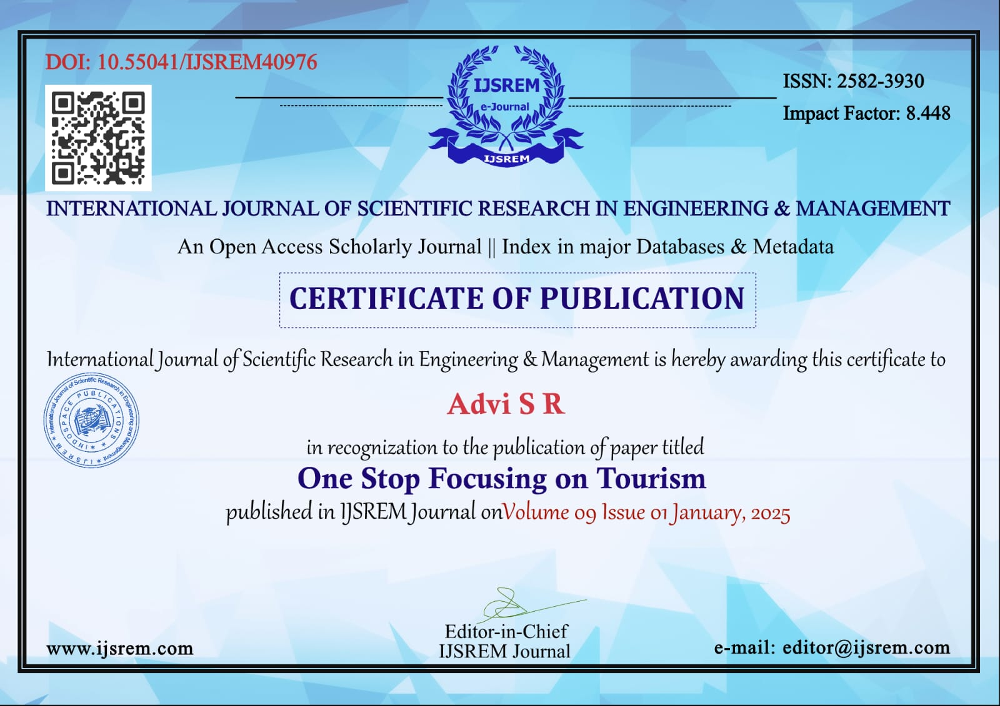 DOI: 10.55041/IJSREM40976
IJSREM
e-Journal
IJSREM
ISSN: 2582-3930
Impact Factor: 8.448
INTERNATIONAL JOURNAL OF SCIENTIFIC RESEARCH IN ENGINEERING & MANAGEMENT
An Open Access Scholarly Journal || Index in major Databases & Metadata
CERTIFICATE OF PUBLICATION
International Journal of Scientific Research in Engineering & Management is hereby awarding this certificate to
International Journal of Scientific Research in Engineering and Management
* IJSREM *
INDOSPACE PUBLICATIONS
Advi S R
in recognization to the publication of paper titled
One Stop Focusing on Tourism
published in IJSREM Journal onVolume 09 Issue 01 January, 2025
Editor-in-Chief
IJSREM Journal
www.ijsrem.com
e-mail: editor@ijsrem.com